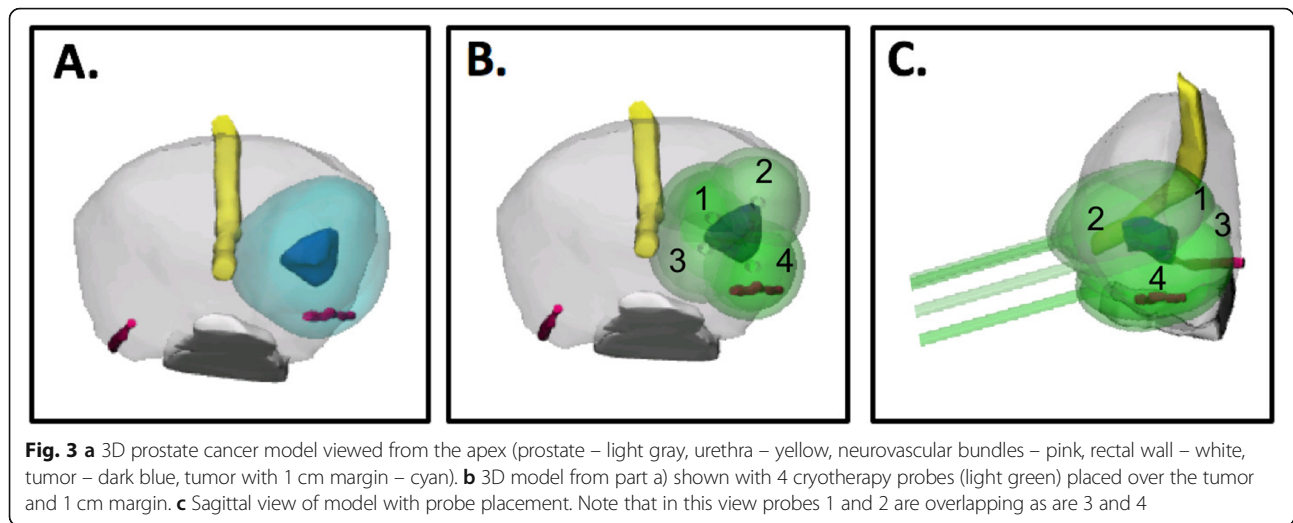 A.
B.
C.
1
2
3
4
1
2
3
4
Fig. 3 a 3D prostate cancer model viewed from the apex (prostate – light gray, urethra – yellow, neurovascular bundles – pink, rectal wall – white,
tumor – dark blue, tumor with 1 cm margin – cyan). b 3D model from part a) shown with 4 cryotherapy probes (light green) placed over the tumor
and 1 cm margin. c Sagittal view of model with probe placement. Note that in this view probes 1 and 2 are overlapping as are 3 and 4